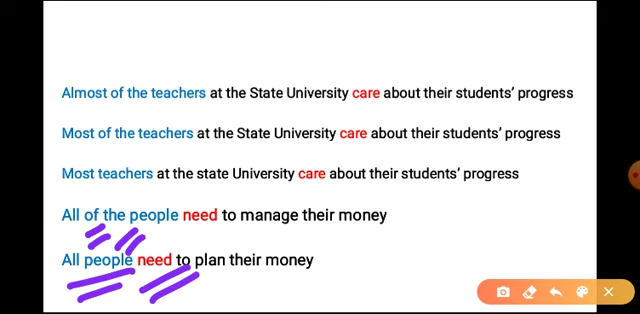 Almost of the teachers at the State University care about their students' progress
Most of the teachers at the State University care about their students' progress
Most teachers at the state University care about their students' progress
All of the people need to manage their money
All people need to plan their money